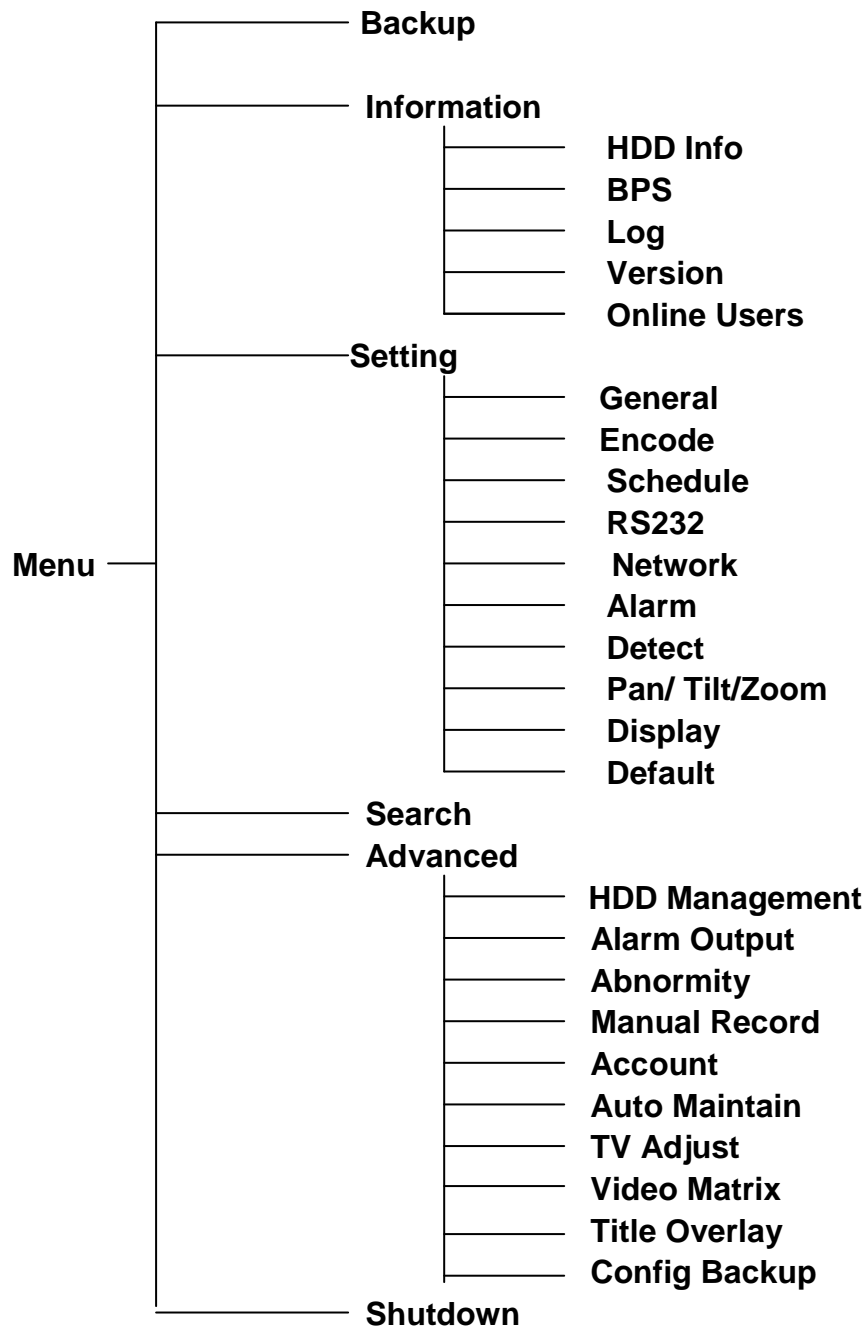 Backup
Information
HDD Info
BPS
Log
Version
Online Users
Setting
General
Encode
Schedule
RS232
Menu
Network
Alarm
Detect
Pan/ Tilt/Zoom
Display
Default
Search
Advanced
HDD Management
Alarm Output
Abnormity
Manual Record
Account
Auto Maintain
TV Adjust
Video Matrix
Title Overlay
Config Backup
Shutdown